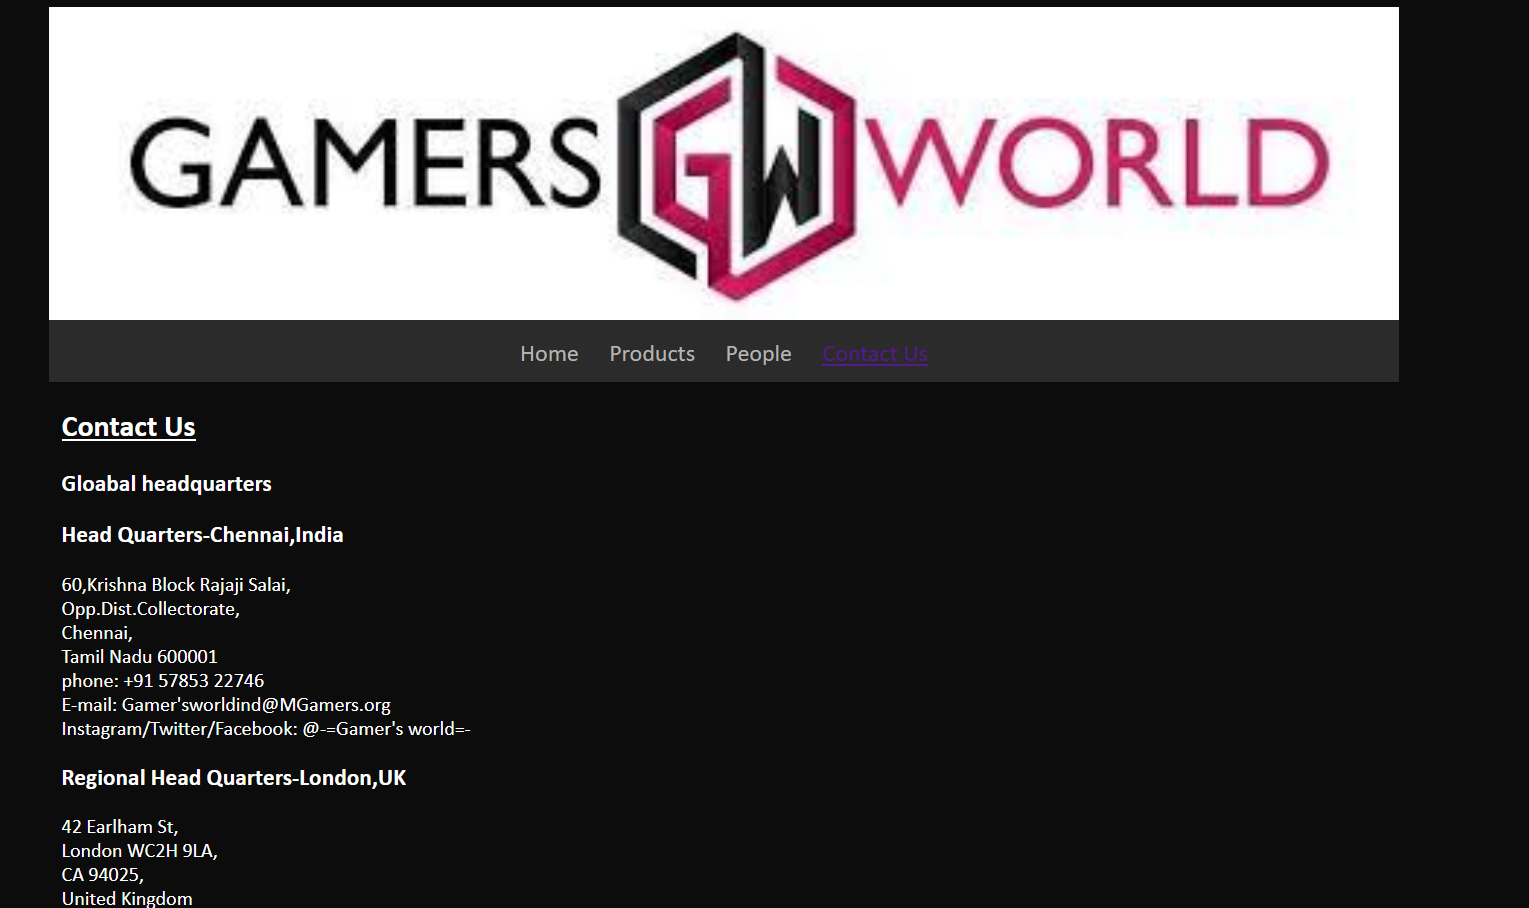 GAMERS GW WORLD
Home Products People Contact Us
Contact Us
Gloabal headquarters
Head Quarters-Chennai,India
60,Krishna Block Rajaji Salai,
Opp.Dist.Collectorate,
Chennai,
Tamil Nadu 600001
phone: +91 57853 22746
E-mail: Gamer'sworldind@MGamers.org
Instagram/Twitter/Facebook: @-=Gamer's world=-
Regional Head Quarters-London,UK
42 Earlham St,
London WC2H 9LA,
CA 94025,
United Kingdom